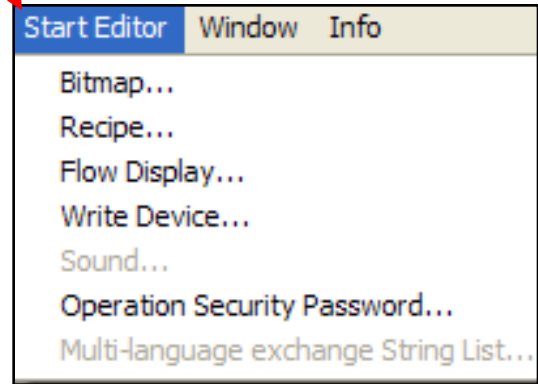 Start Editor Window Info
Bitmap...
Recipe...
Flow Display...
Write Device...
Sound...
Operation Security Password...
Multi-language exchange String List...